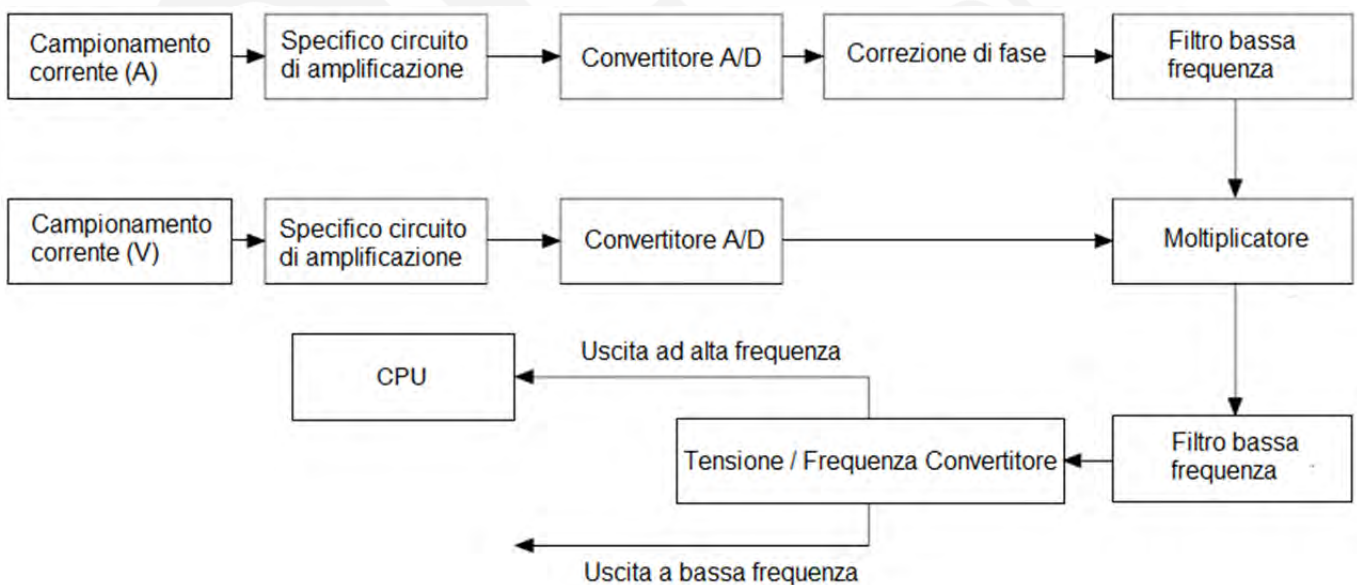 Campionamento
corrente (A)
Specifico circuito
di amplificazione
Convertitore A/D
Correzione di fase
Filtro bassa
frequenza
Campionamento
corrente (V)
Specifico circuito
di amplificazione
Convertitore A/D
Moltiplicatore
CPU
Uscita ad alta frequenza
Tensione / Frequenza Convertitore
Filtro bassa
frequenza
Uscita a bassa frequenza